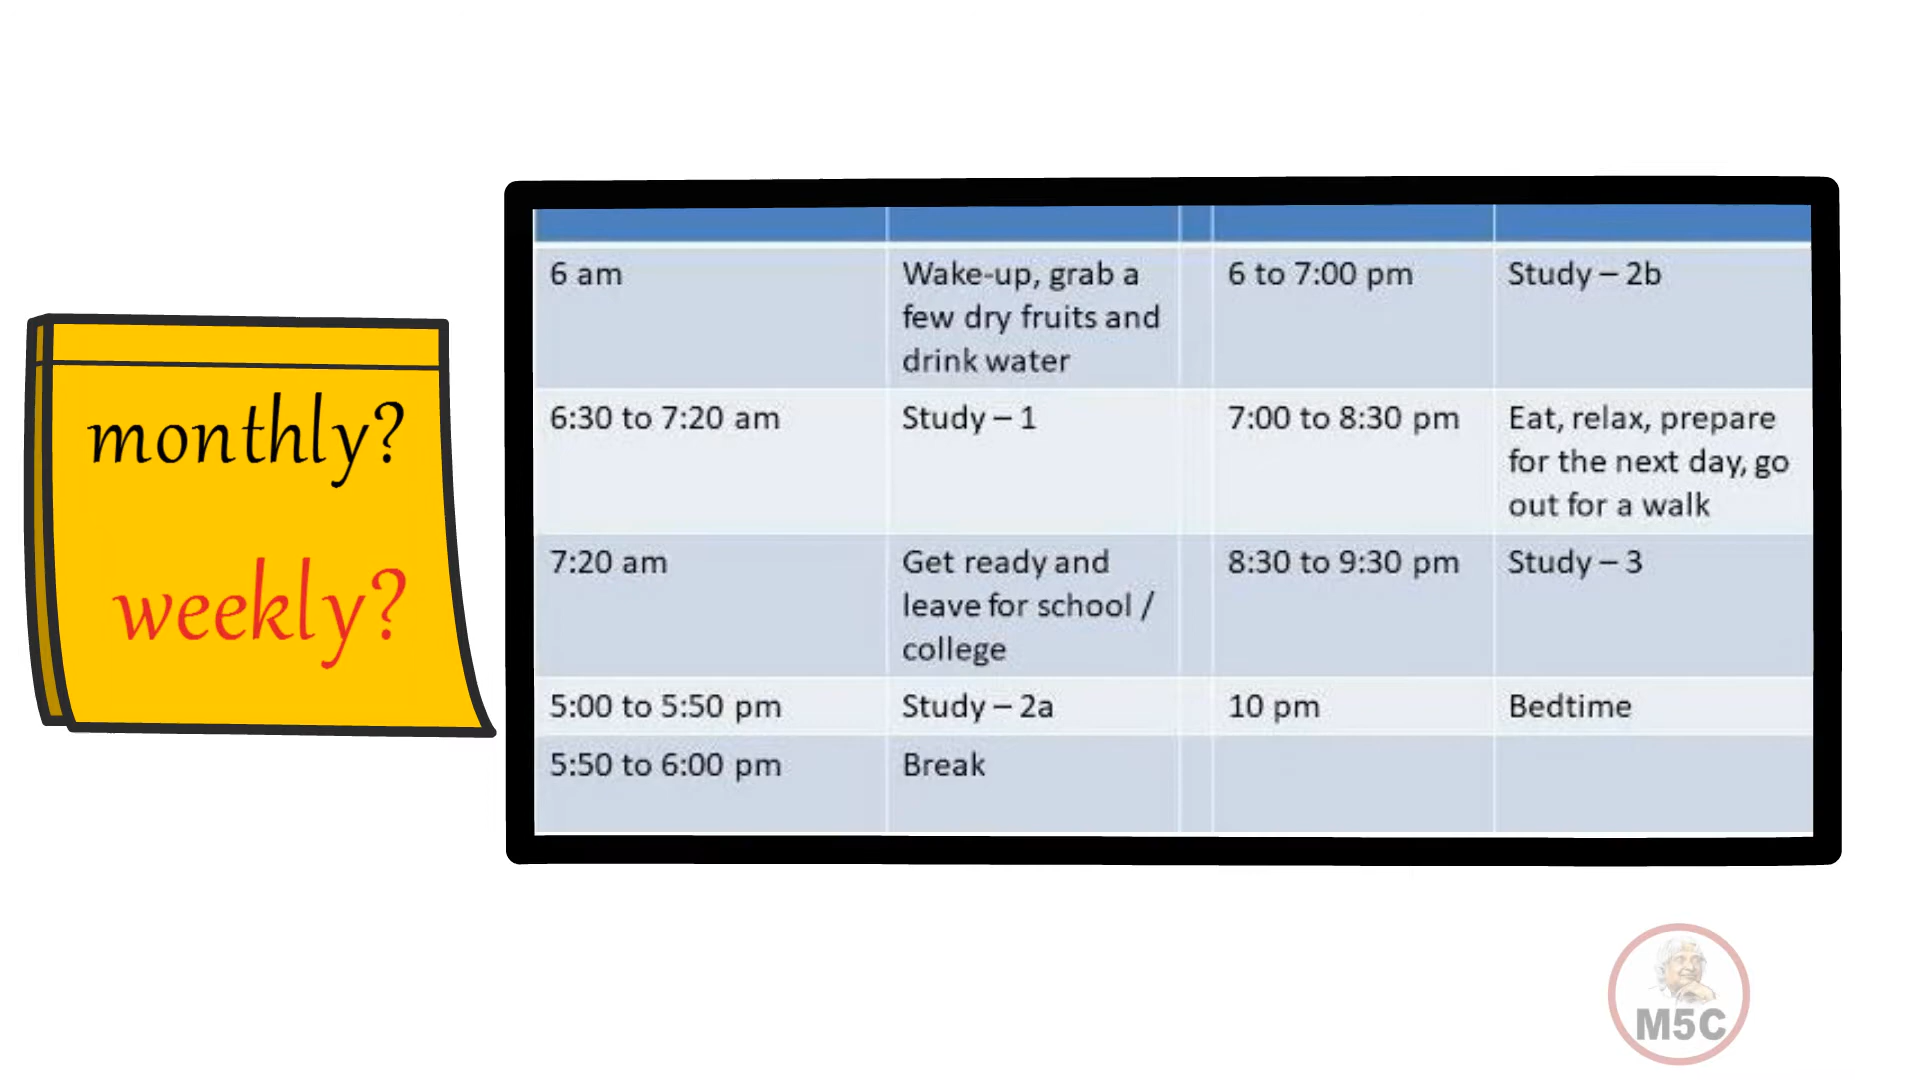 monthly?
weekly?
6 am
Wake-up, grab a
few dry fruits and
drink water
6 to 7:00 pm
Study – 2b
6:30 to 7:20 am
Study – 1
7:00 to 8:30 pm
Eat, relax, prepare
for the next day, go
out for a walk
7:20 am
Get ready and
leave for school /
college
8:30 to 9:30 pm
Study – 3
5:00 to 5:50 pm
Study – 2a
10 pm
Bedtime
5:50 to 6:00 pm
Break
M5C